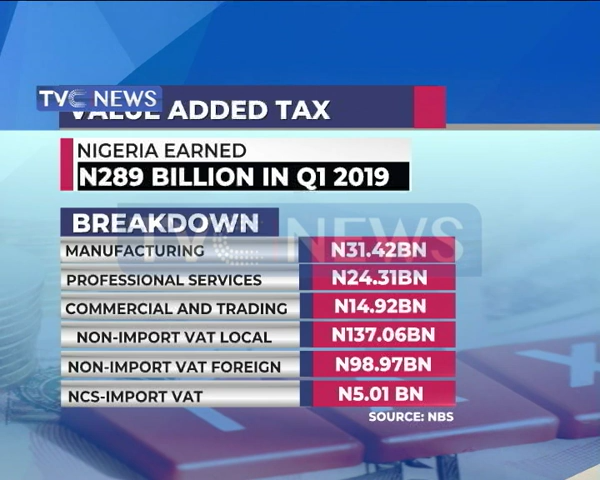 TVC NEWS
VALUE ADDED TAX
NIGERIA EARNED
N289 BILLION IN Q1 2019
BREAKDOWN
TVC NEWS
MANUFACTURING N31.42BN
PROFESSIONAL SERVICES N24.31BN
COMMERCIAL AND TRADING N14.92BN
NON-IMPORT VAT LOCAL N137.06BN
NON-IMPORT VAT FOREIGN N98.97BN
NCS-IMPORT VAT N5.01 BN
SOURCE: NBS